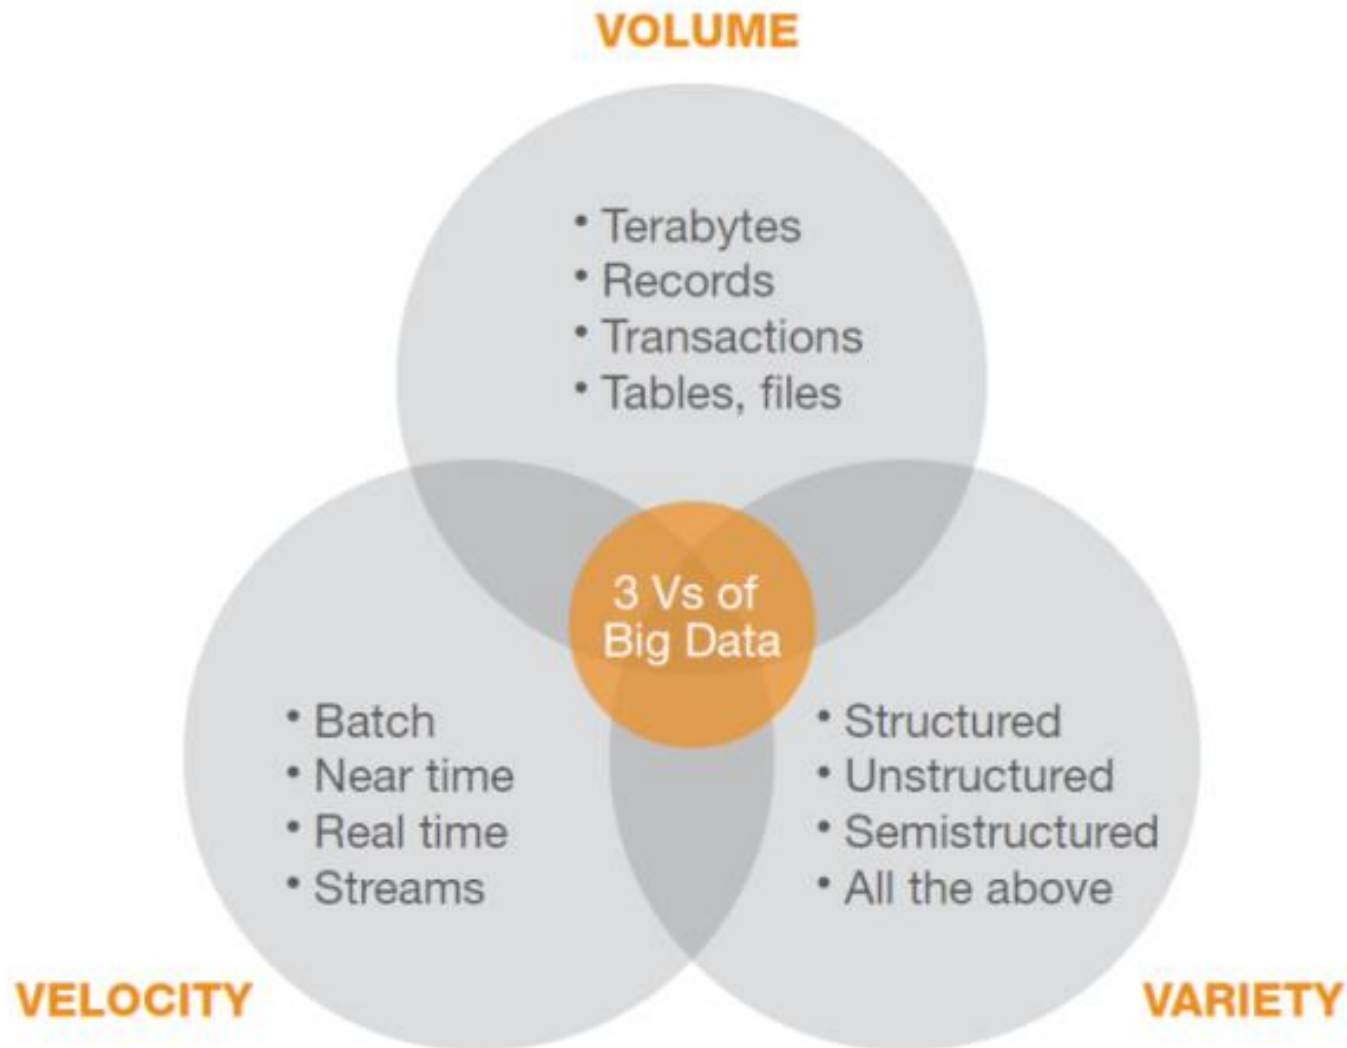 VOLUME
• Terabytes
• Records
• Transactions
• Tables, files
3 Vs of
Big Data
• Batch
• Near time
• Real time
• Streams
• Structured
• Unstructured
• Semistructured
• All the above
VELOCITY
VARIETY